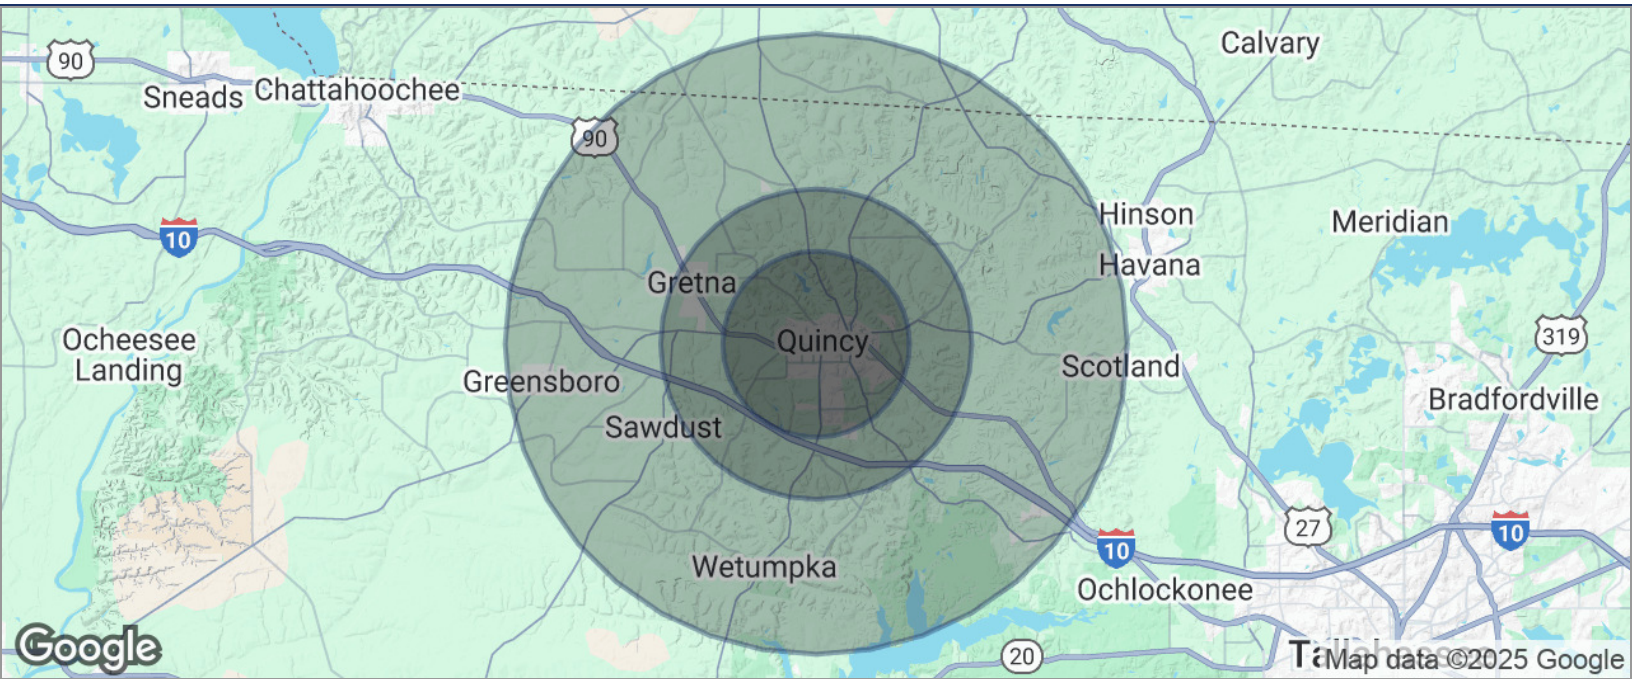 Calvary
90
Sneads
Chattahoochee
90
Hinson
Meridian
10
Havana
Gretna
Ocheesee
Landing
Quincy
319
Scotland
Greensboro
Bradfordville
Sawdust
27
10
10
Wetumpka
Ochlockonee
Google
20
Map data ©2025 Google